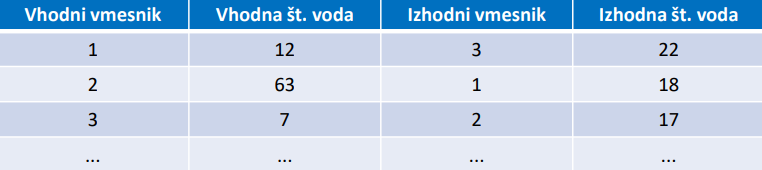 Vhodni vmesnik Vhodna št. voda Izhodni vmesnik Izhodna št. voda
1 12 3 22
2 63 1 18
3 7 2 17
... ... ... ...